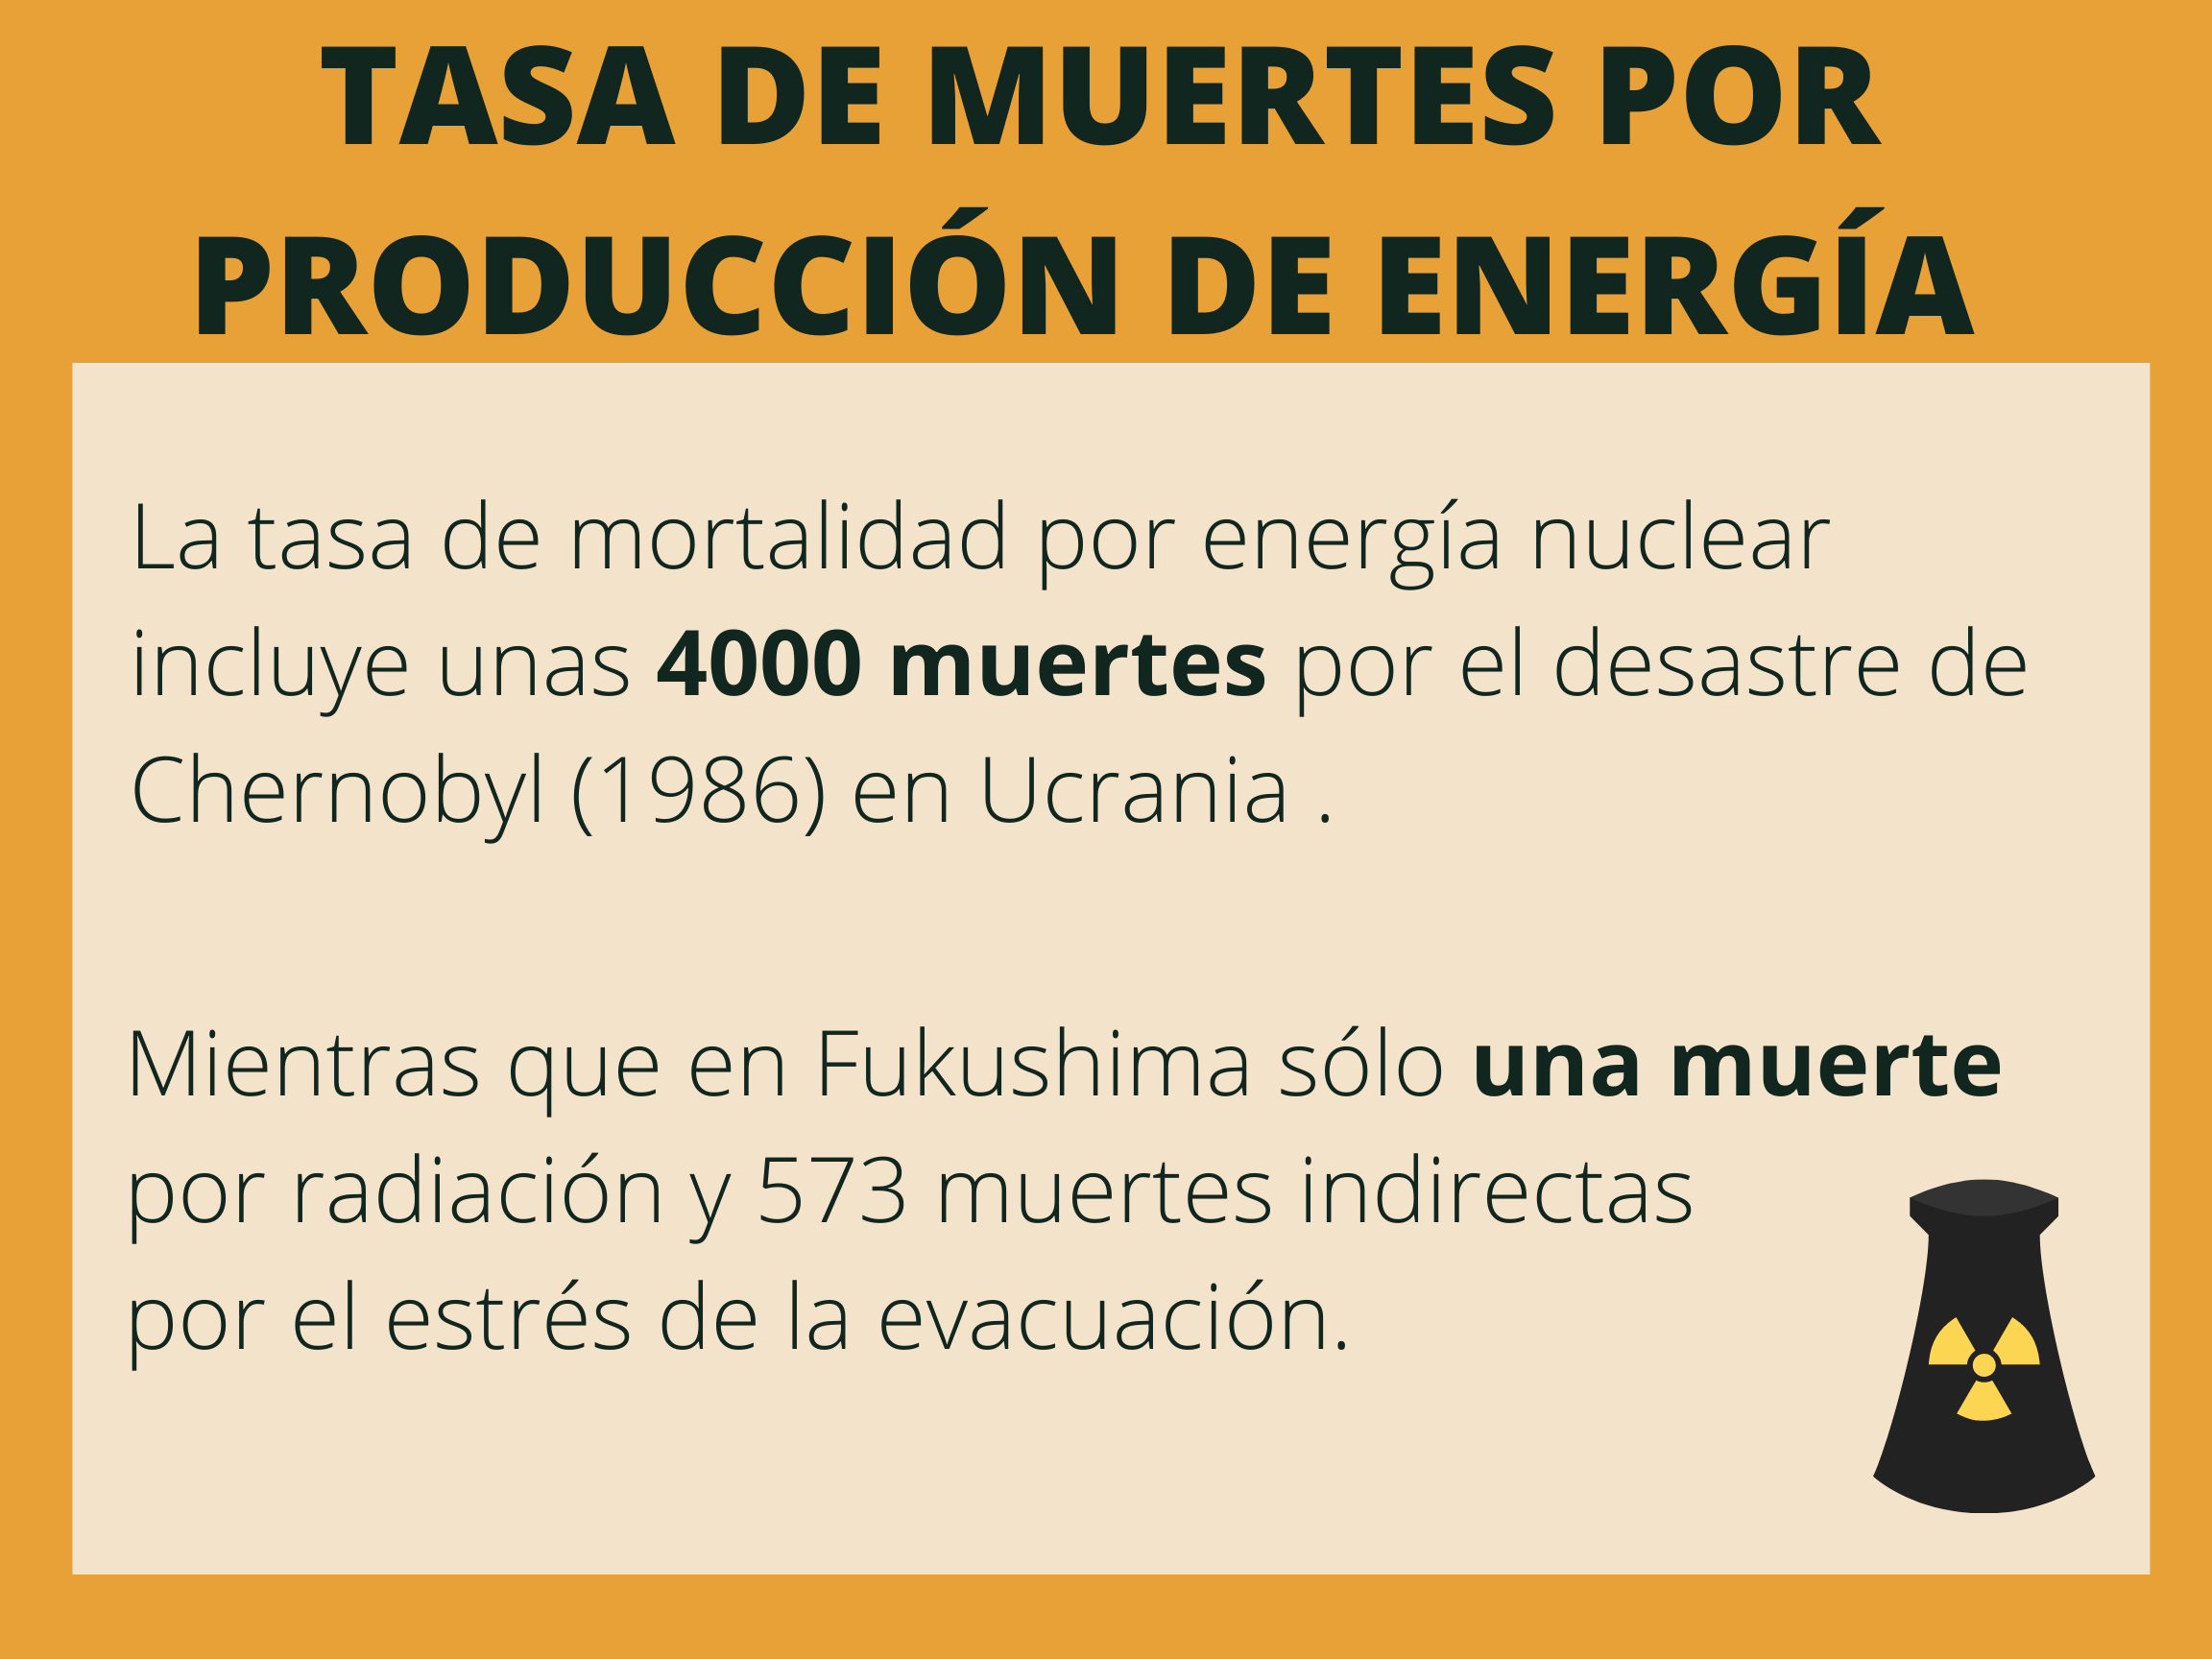 TASA DE MUERTES POR
PRODUCCIÓN DE ENERGÍA
La tasa de mortalidad por energía nuclear
incluye unas 4000 muertes por el desastre de
Chernobyl (1986) en Ucrania .
Mientras que en Fukushima sólo una muerte
por radiación y 573 muertes indirectas
por el estrés de la evacuación.